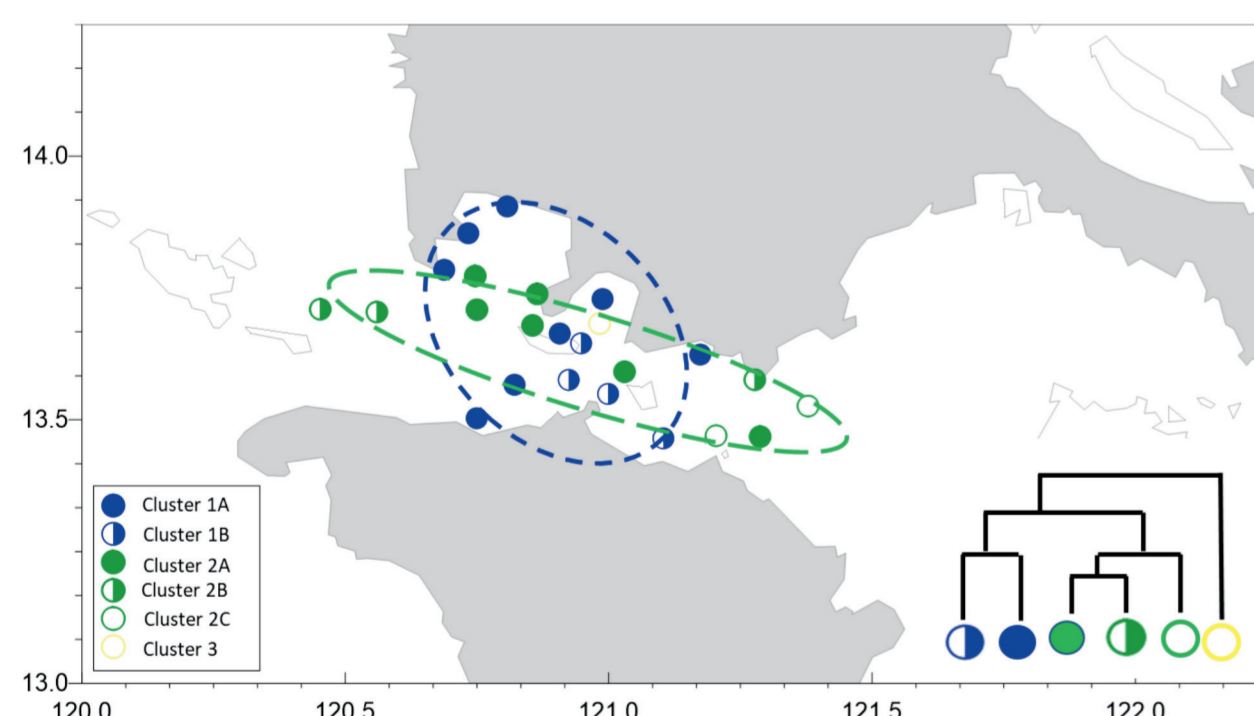 14.0
13.5
13.0
Cluster 1A
Cluster 1B
Cluster 2A
Cluster 2B
Cluster 2C
Cluster 3
120.0 120.5 121.0 121.5 122.0